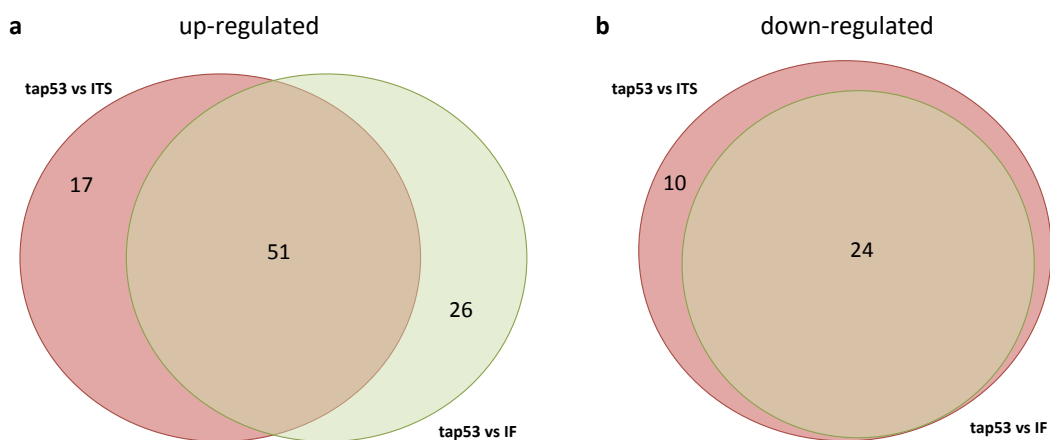 a up-regulated
tap53 vs ITS
17
51
26
tap53 vs IF
b down-regulated
tap53 vs ITS
10
24
tap53 vs IF